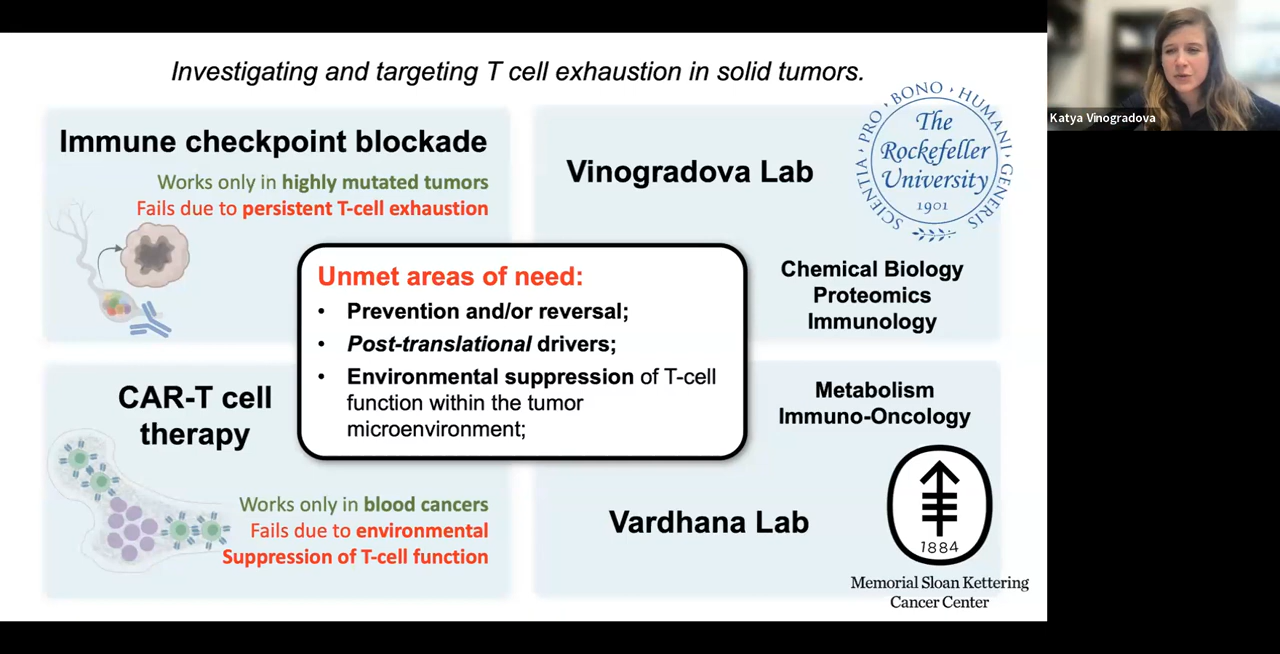 Investigating and targeting T cell exhaustion in solid tumors.
Immune checkpoint blockade
Works only in highly mutated tumors
Fails due to persistent T-cell exhaustion
Vinogradova Lab
SCIENTIA · PRO · BONO · HUMANI · GENERIS
The
Rockefeller
University
1901
Chemical Biology
Proteomics
Immunology
Unmet areas of need:
• Prevention and/or reversal;
• Post-translational drivers;
• Environmental suppression of T-cell
function within the tumor
microenvironment;
CAR-T cell
therapy
Works only in blood cancers
Fails due to environmental
Suppression of T-cell function
Metabolism
Immuno-Oncology
Vardhana Lab
1884
Memorial Sloan Kettering
Cancer Center
Katya Vinogradova